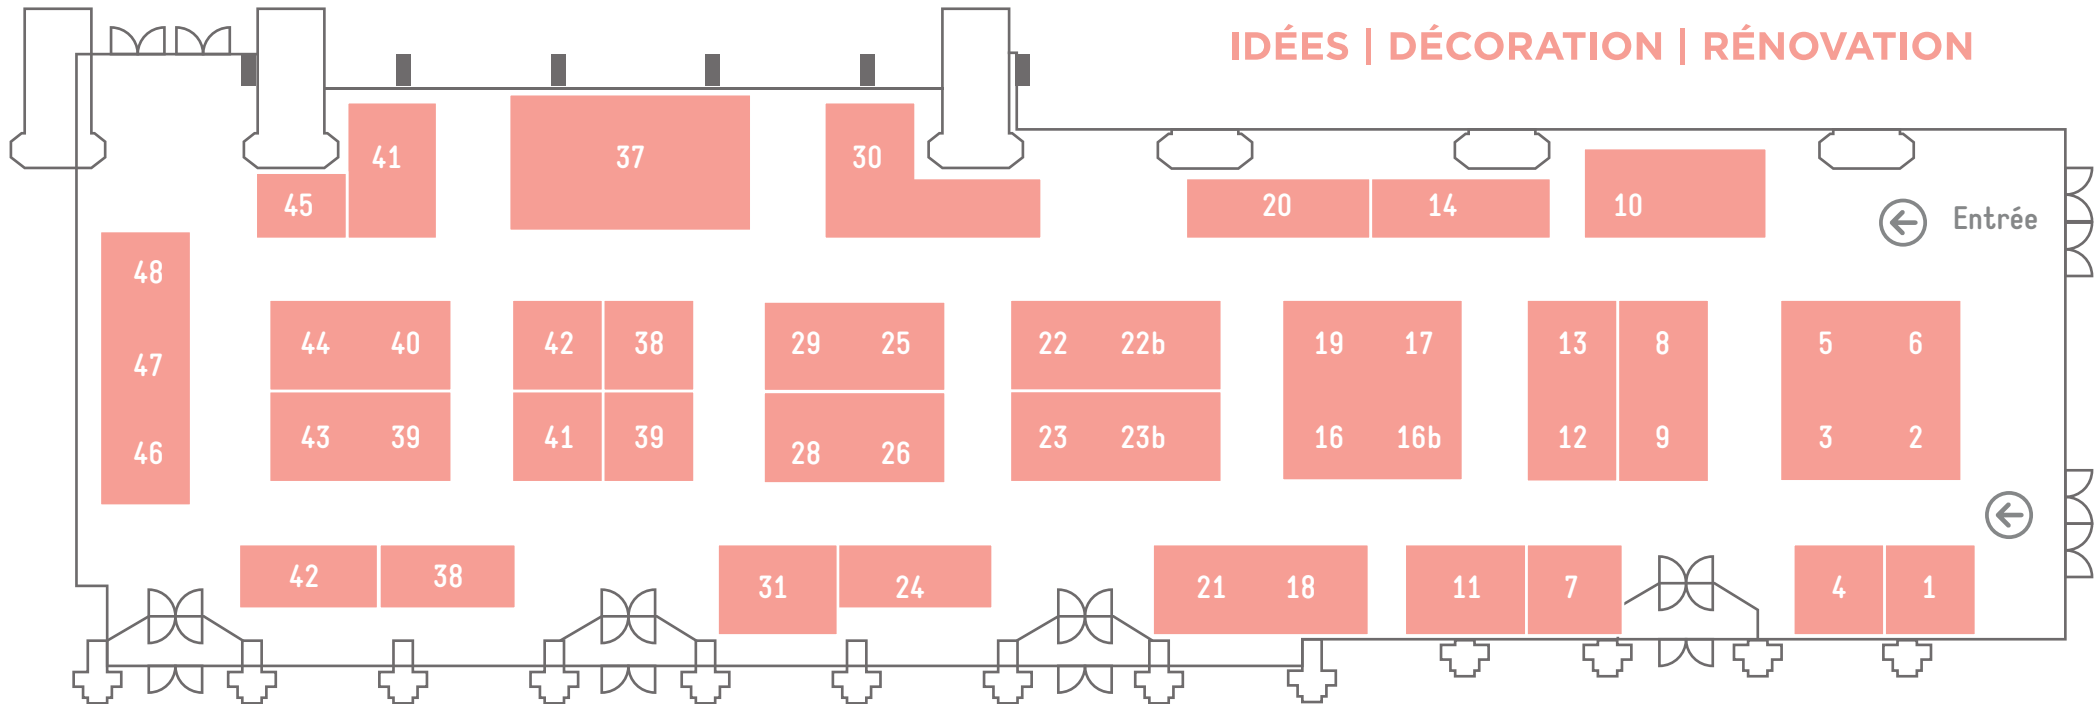 IDÉES | DÉCORATION | RÉNOVATION
41 37 30
45 20 14 10 Entrée
48
44 40 42 38 29 25 22 22b 19 17 13 8 5 6
47
43 39 41 39 23 23b 16 16b 12 9 3 2
46 28 26
42 38 31 24 21 18 11 7 4 1